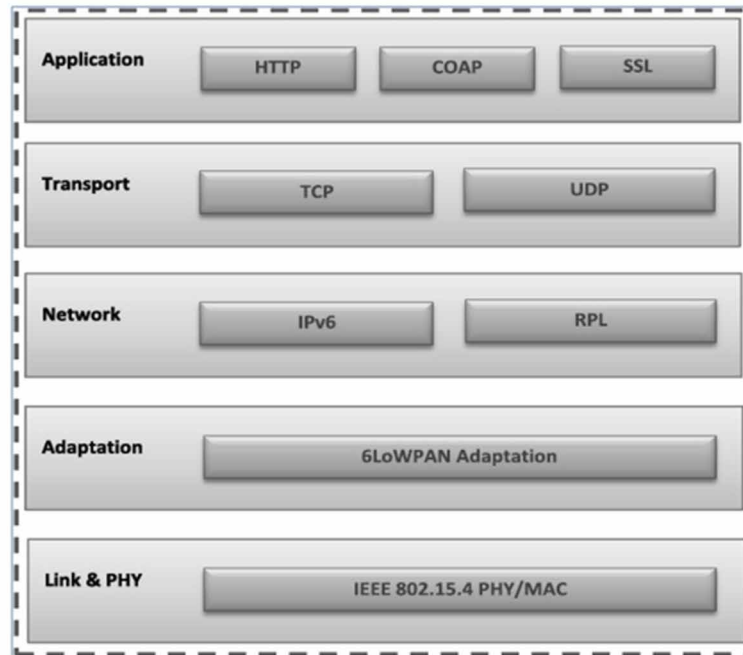 Application
HTTP
COAP
SSL
Transport
TCP
UDP
Network
IPv6
RPL
Adaptation
6LoWPAN Adaptation
Link & PHY
IEEE 802.15.4 PHY/MAC